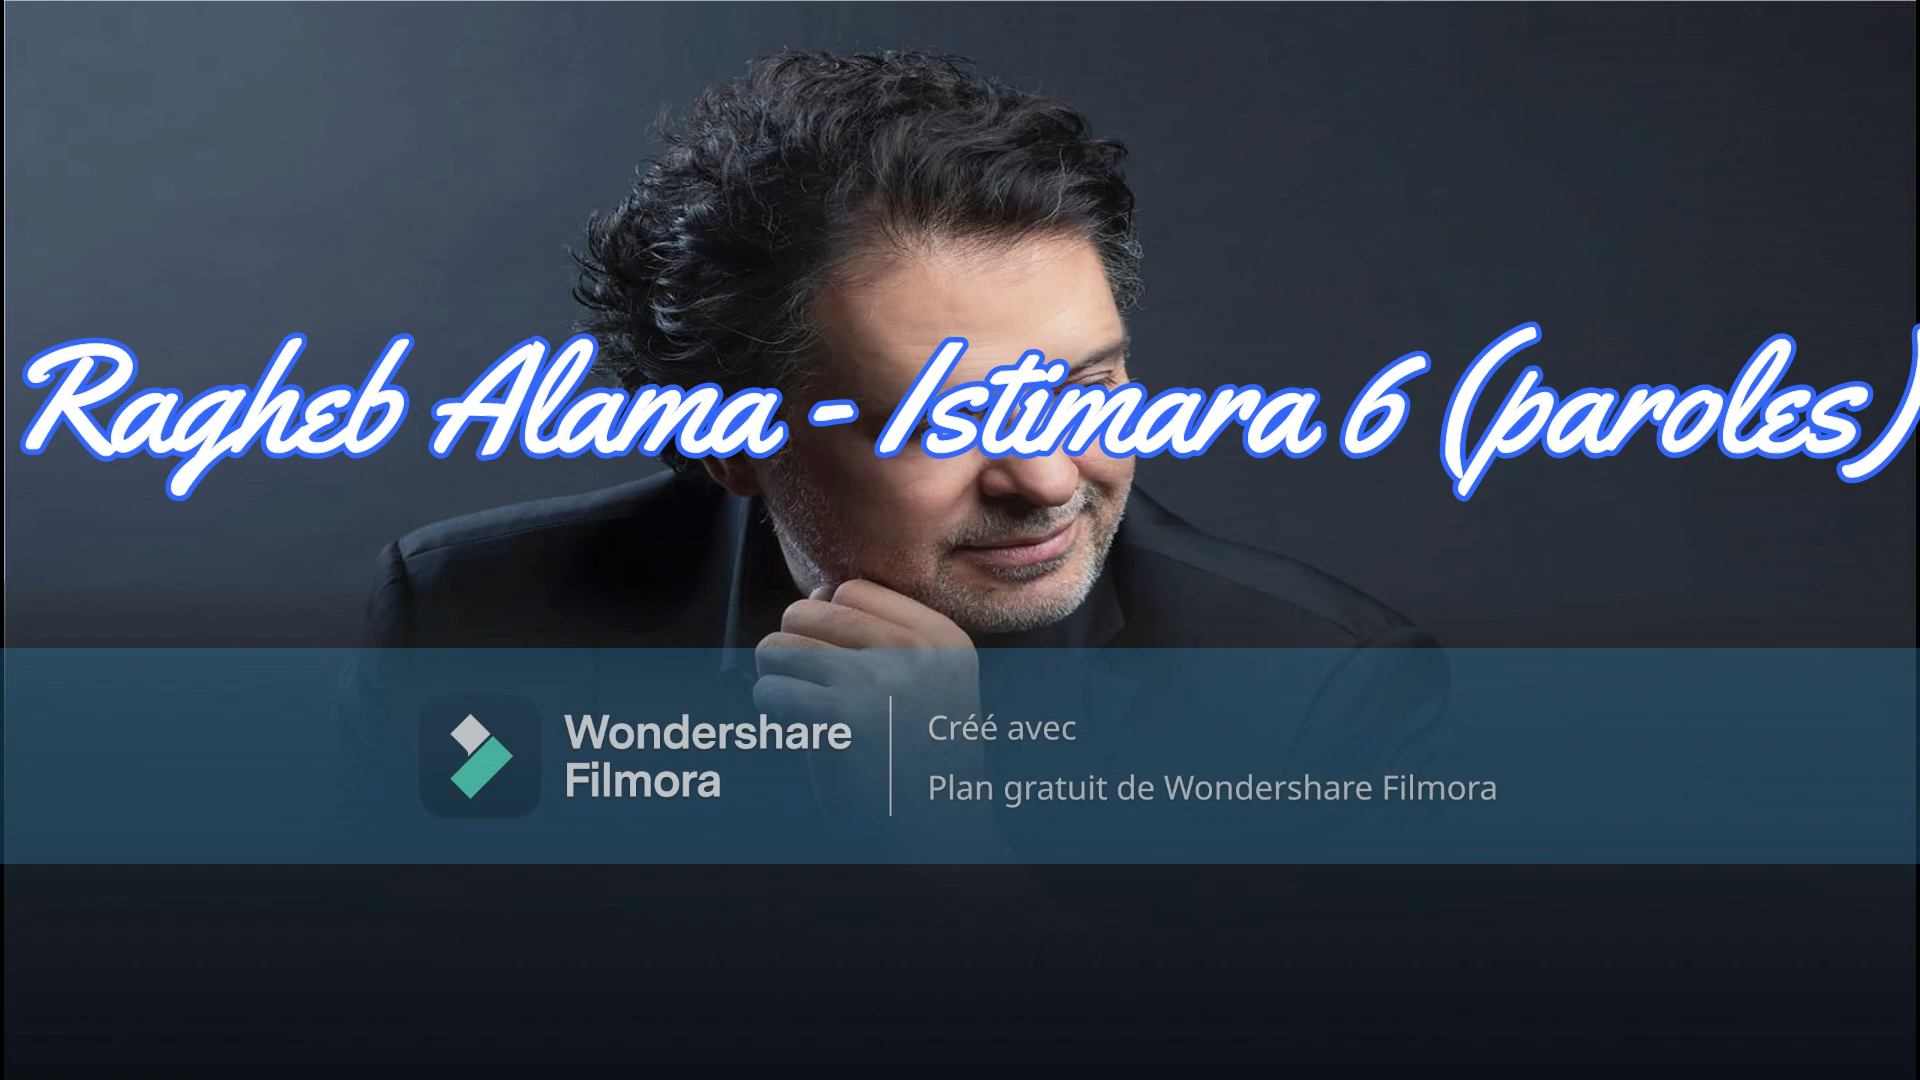 Ragheb Alama - Istimara 6 (paroles)
Wondershare
Filmora
Créé avec
Plan gratuit de Wondershare Filmora